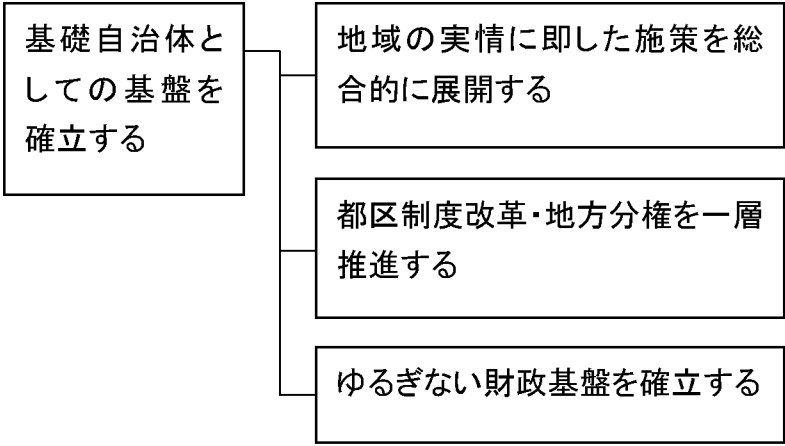 基礎自治体と
しての基盤を
確立する
地域の実情に即した施策を総
合的に展開する
都区制度改革・地方分権を一層
推進する
ゆるぎない財政基盤を確立する